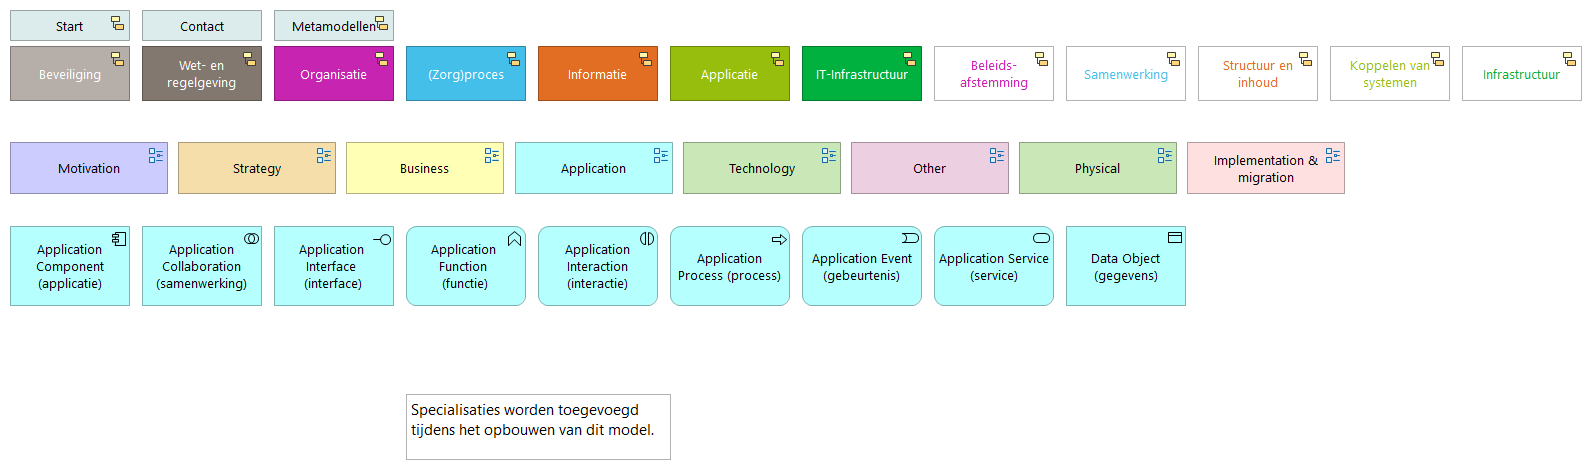 Start
Contact
Metamodellen
Beveiliging
Wet- en
regelgeving
Organisatie
(Zorg)proces
Informatie
Applicatie
IT-Infrastructuur
Beleids-
afstemming
Samenwerking
Structuur en
inhoud
Koppelen van
systemen
Infrastructuur
Motivation
Strategy
Business
Application
Technology
Other
Physical
Implementation &
migration
Application
Component
(applicatie)
Application
Collaboration
(samenwerking)
Application
Interface
(interface)
Application
Function
(functie)
Application
Interaction
(interactie)
Application
Process (process)
Application Event
(gebeurtenis)
Application Service
(service)
Data Object
(gegevens)
Specialisaties worden toegevoegd
tijdens het opbouwen van dit model.